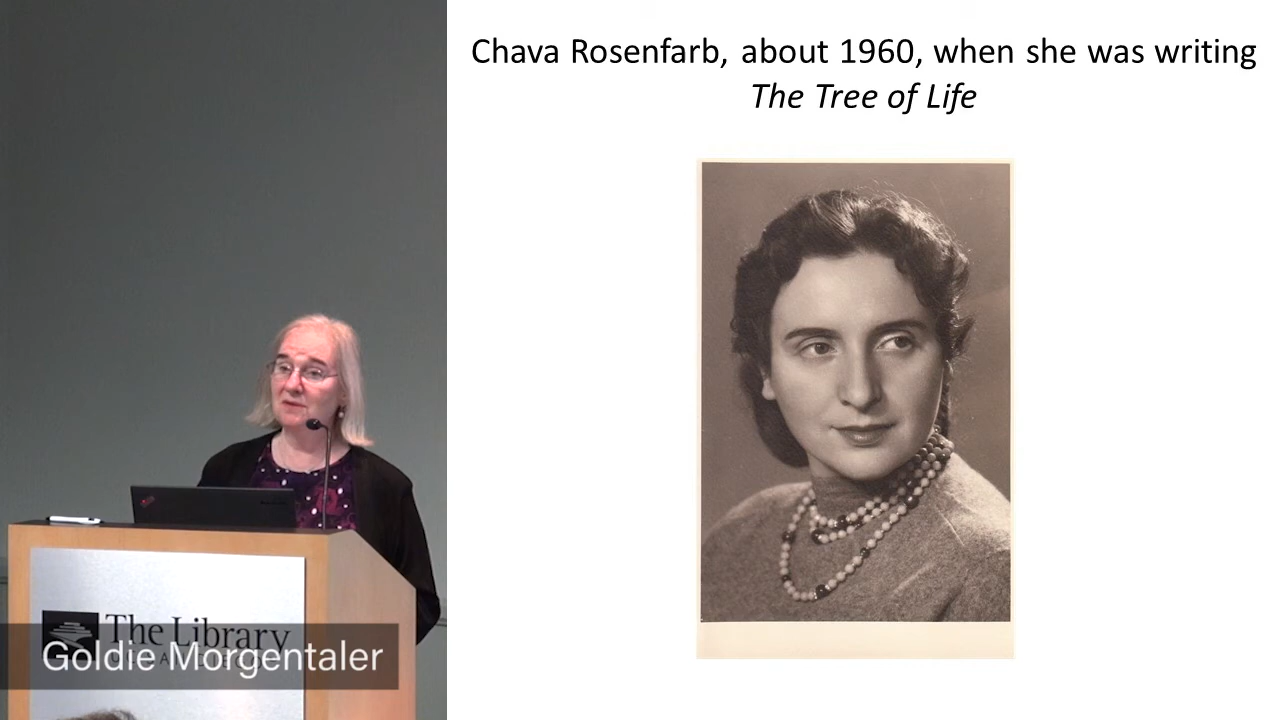 Chava Rosenfarb, about 1960, when she was writing
The Tree of Life
The Library
Goldie Morgentaler